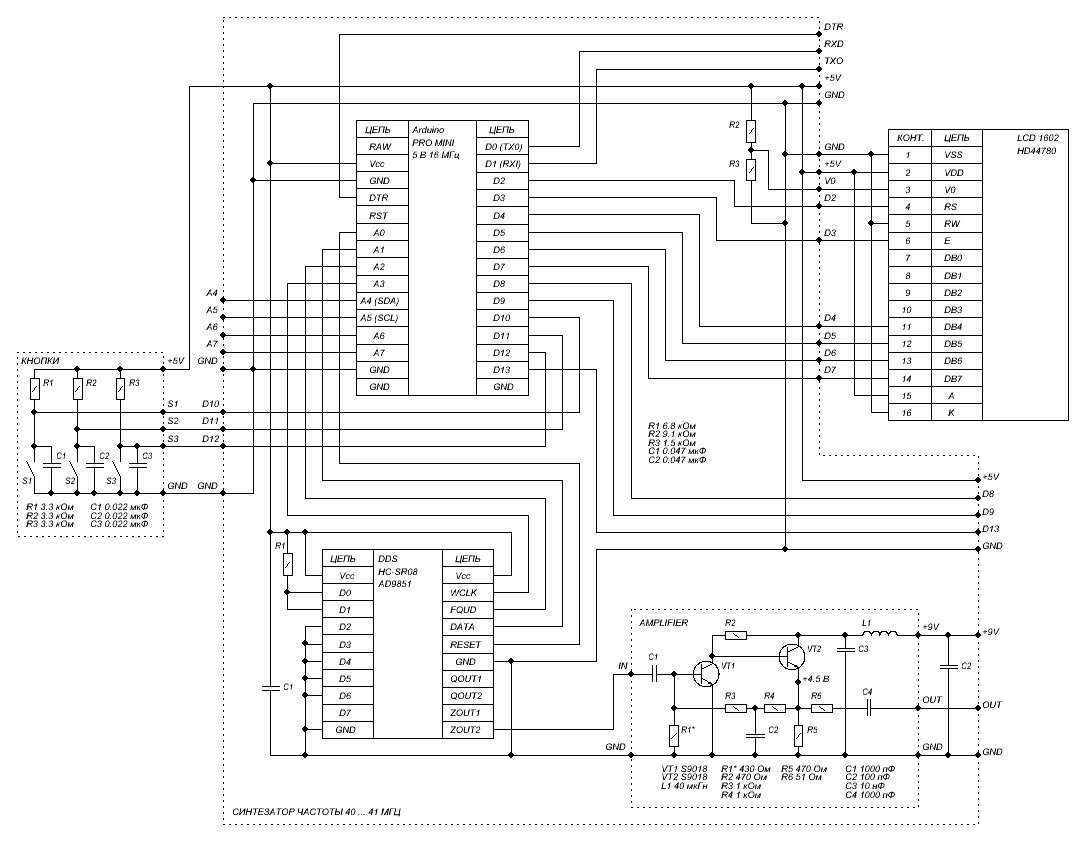 DTR
RXD
TXO
+5V
GND
ЦЕПЬ Arduino ЦЕПЬ
PRO MINI
5 В 16 МГц
RAW D0 (TX0)
Vcc D1 (RXI)
GND D2
DTR D3
RST D4
A0 D5
A1 D6
A2 D7
A3 D8
A4 (SDA) D9
A5 (SCL) D10
A6 D11
A7 D12
GND D13
GND GND
R2
R3
GND
+5V
V0
D2
D3
D4
D5
D6
D7
КОНТ. ЦЕПЬ LCD 1602
HD44780
1 VSS
2 VDD
3 V0
4 RS
5 RW
6 E
7 DB0
8 DB1
9 DB2
10 DB3
11 DB4
12 DB5
13 DB6
14 DB7
15 A
16 K
A4
A5
A6
A7
GND
КНОПКИ
+5V
R1 R2 R3
S1 D10
S2 D11
S3 D12
C1 C2 C3
S1 S2 S3
GND GND
R1 3.3 кОм C1 0.022 мкФ
R2 3.3 кОм C2 0.022 мкФ
R3 3.3 кОм C3 0.022 мкФ
R1 6.8 кОм
R2 9.1 кОм
R3 1.5 кОм
C1 0.047 мкФ
C2 0.047 мкФ
+5V
D8
D9
D13
GND
R1
C1
ЦЕПЬ DDS ЦЕПЬ
HC-SR08
AD9851
Vcc Vcc
D0 WCLK
D1 FQUD
D2 DATA
D3 RESET
D4 GND
D5 QOUT1
D6 QOUT2
D7 ZOUT1
GND ZOUT2
AMPLIFIER
R2 L1 +9V +9V
IN C1 VT1 VT2 C3 C2
+4.5 В
R3 R4 R6 C4 OUT OUT
R1* C2 R5
GND GND GND
VT1 S9018 R1* 430 Ом R5 470 Ом C1 1000 пФ
VT2 S9018 R2 470 Ом R6 51 Ом C2 100 пФ
L1 40 мкГн R3 1 кОм C3 10 нФ
R4 1 кОм C4 1000 пФ
СИНТЕЗАТОР ЧАСТОТЫ 40 ... 41 МГЦ